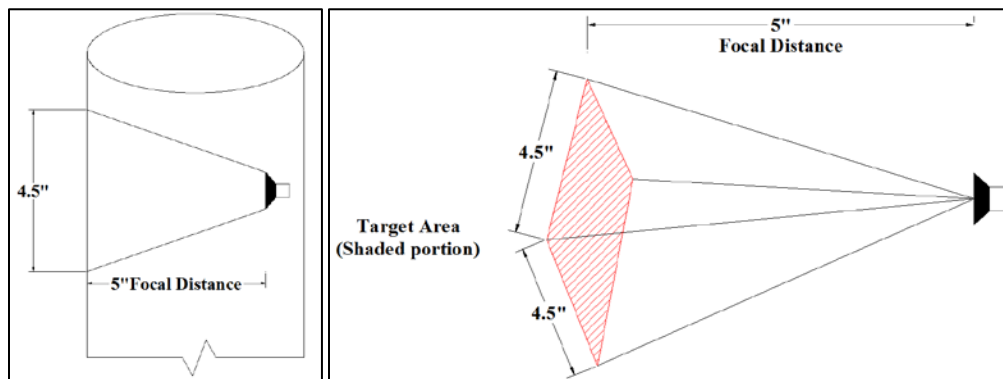 4.5"
5"Focal Distance
5"
Focal Distance
4.5"
Target Area
(Shaded portion)
4.5"